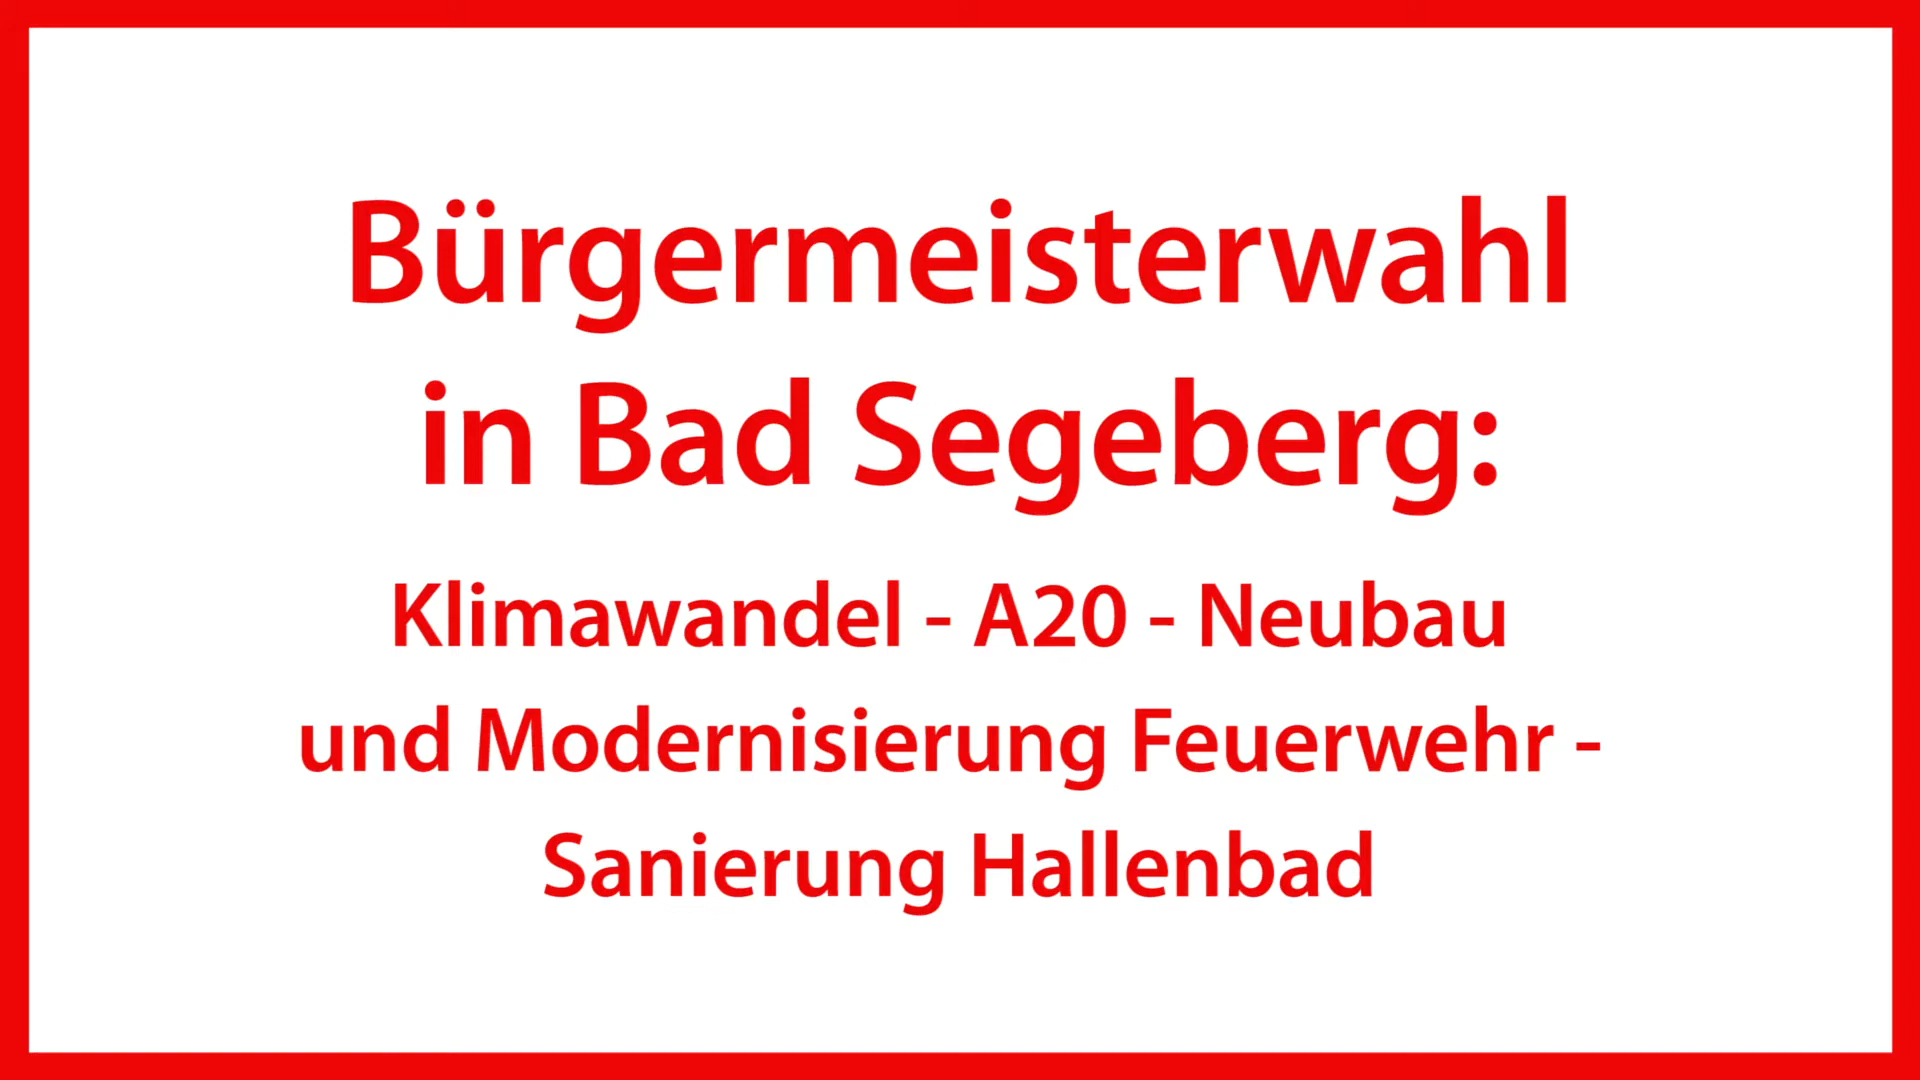 Bürgermeisterwahl
in Bad Segeberg:
Klimawandel - A20 - Neubau
und Modernisierung Feuerwehr -
Sanierung Hallenbad